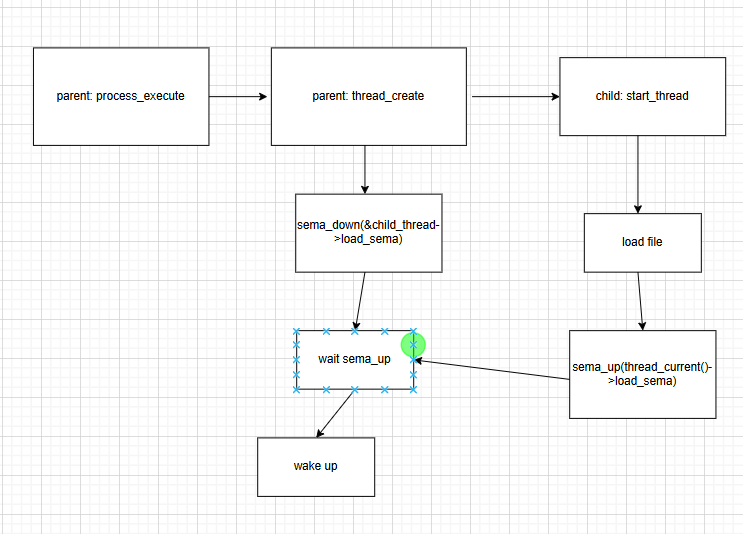 parent: process_execute
parent: thread_create
child: start_thread
sema_down(&child_thread-
>load_sema)
load file
wait sema_up
sema_up(thread_current()-
>load_sema)
wake up